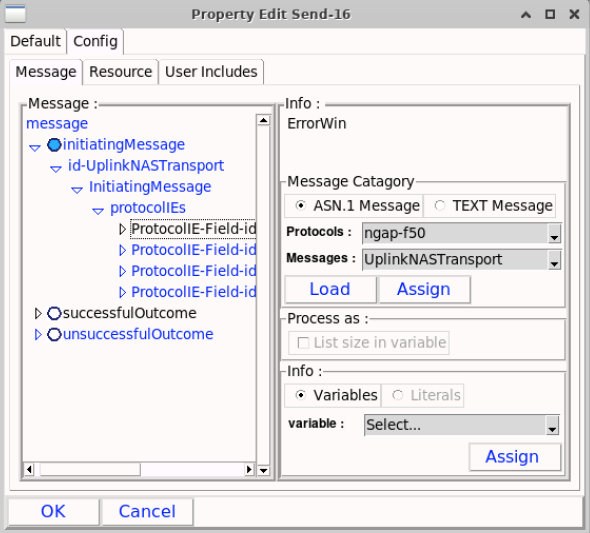 Property Edit Send-16
Default
Config
Message
Resource
User Includes
Message :
message
initiatingMessage
id-UplinkNASTransport
InitiatingMessage
protocolIEs
ProtocolIE-Field-id
ProtocolIE-Field-id
ProtocolIE-Field-id
ProtocolIE-Field-id
successfulOutcome
unsuccessfulOutcome
Info :
ErrorWin
Message Catagory
ASN.1 Message
TEXT Message
Protocols :
ngap-f50
Messages :
UplinkNASTransport
Load
Assign
Process as :
List size in variable
Info :
Variables
Literals
variable :
Select...
Assign
OK
Cancel